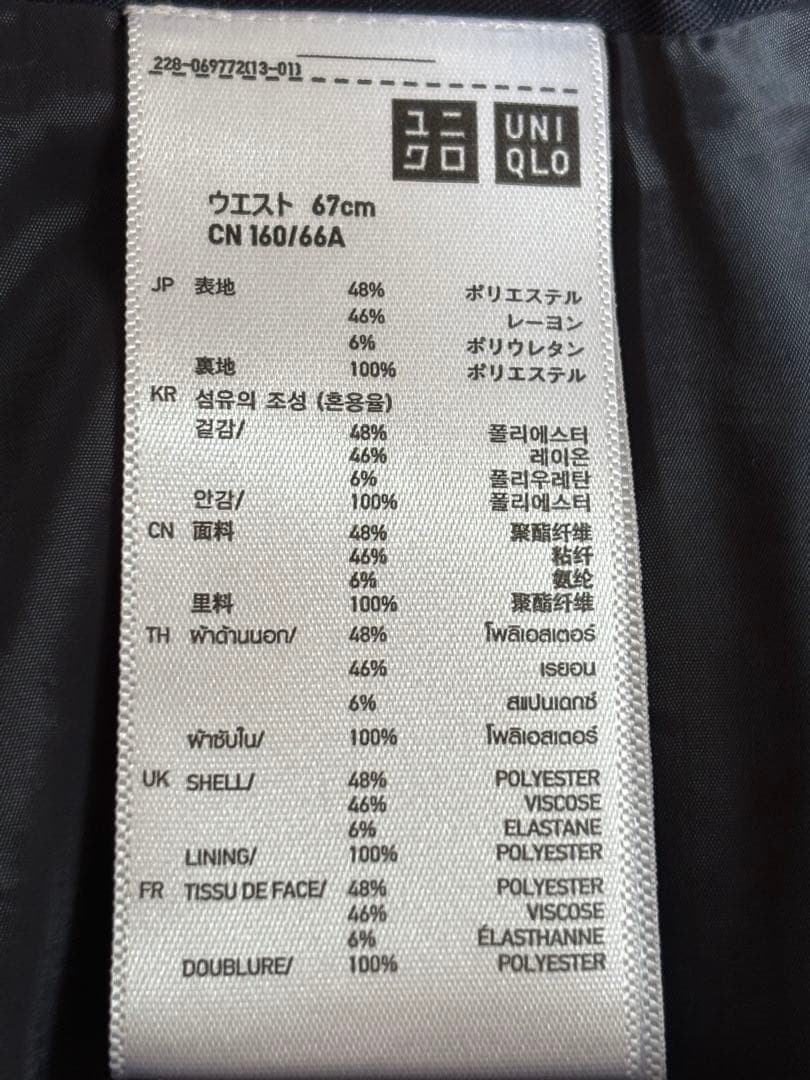 228-069772(13-01)
ユニクロ UNIQLO
ウエスト 67cm
CN 160/66A
JP 表地 48% ポリエステル
46% レーヨン
6% ポリウレタン
裏地 100% ポリエステル
KR 섬유의 조성 (혼용율)
겉감/ 48% 폴리에스터
46% 레이온
6% 폴리우레탄
안감/ 100% 폴리에스터
CN 面料 48% 聚酯纤维
46% 粘纤
6% 氨纶
里料 100% 聚酯纤维
TH ผ้าด้านนอก/ 48% โพลิเอสเตอร์
46% เรยอน
6% สแปนเดกซ์
ผ้าซับใน/ 100% โพลิเอสเตอร์
UK SHELL/ 48% POLYESTER
46% VISCOSE
6% ELASTANE
LINING/ 100% POLYESTER
FR TISSU DE FACE/ 48% POLYESTER
46% VISCOSE
6% ÉLASTHANNE
DOUBLURE/ 100% POLYESTER